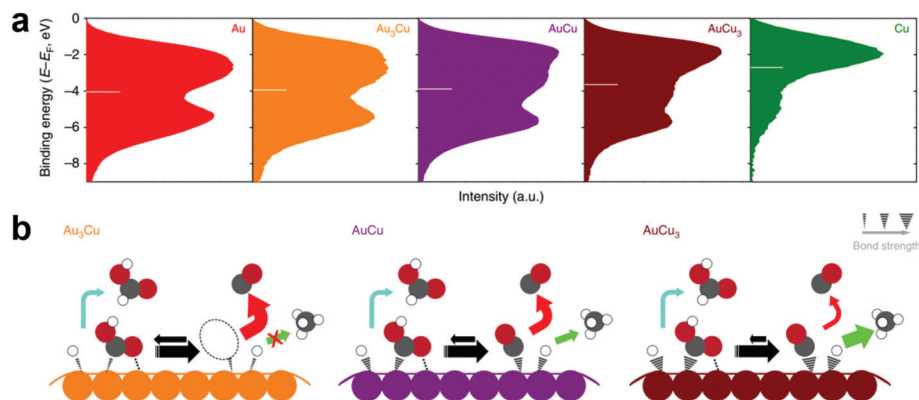 a
Binding energy (E–E_F, eV)
0
−2
−4
−6
−8
Au
Au₃Cu
AuCu
AuCu₃
Cu
Intensity (a.u.)
b
Au₃Cu
AuCu
AuCu₃
Bond strength